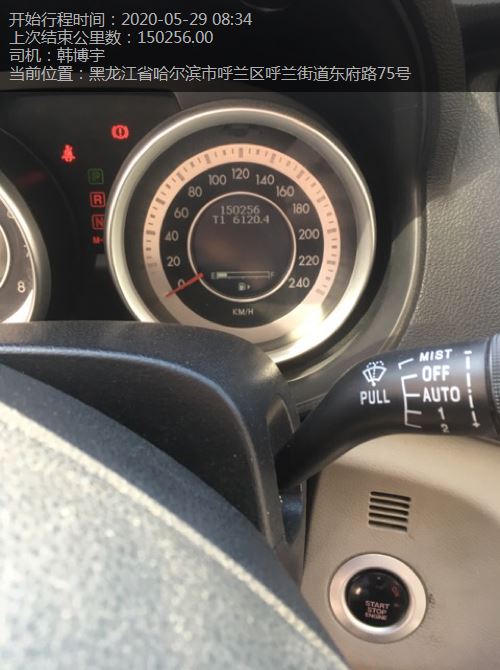 开始行程时间：2020-05-29 08:34
上次结束公里数：150256.00
司机：韩博宇
当前位置：黑龙江省哈尔滨市呼兰区呼兰街道东府路75号
P
R
N
M-
8
0
20
40
60
80
100
120
140
160
180
200
220
240
150256
T1 6120.4
E F
KM/H
MIST
OFF
PULL AUTO
1
2
START
STOP
ENGINE